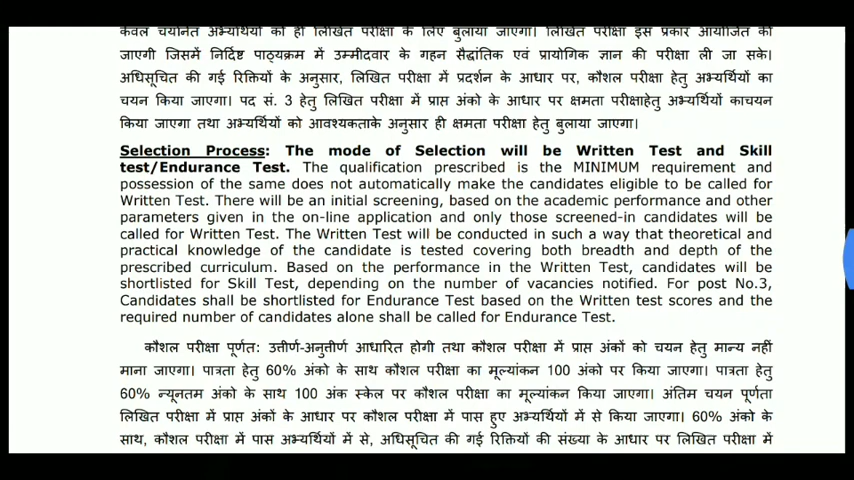 केवल चयनित अभ्यर्थियों को ही लिखित परीक्षा के लिए बुलाया जाएगा। लिखित परीक्षा इस प्रकार आयोजित की
जाएगी जिसमें निर्दिष्ट पाठ्यक्रम में उम्मीदवार के गहन सैद्धांतिक एवं प्रायोगिक ज्ञान की परीक्षा ली जा सके।
अधिसूचित की गई रिक्तियों के अनुसार, लिखित परीक्षा में प्रदर्शन के आधार पर, कौशल परीक्षा हेतु अभ्यर्थियों का
चयन किया जाएगा। पद सं. 3 हेतु लिखित परीक्षा में प्राप्त अंको के आधार पर क्षमता परीक्षाहेतु अभ्यर्थियों काचयन
किया जाएगा तथा अभ्यर्थियों को आवश्यकताके अनुसार ही क्षमता परीक्षा हेतु बुलाया जाएगा।
Selection Process: The mode of Selection will be Written Test and Skill
test/Endurance Test. The qualification prescribed is the MINIMUM requirement and
possession of the same does not automatically make the candidates eligible to be called for
Written Test. There will be an initial screening, based on the academic performance and other
parameters given in the on-line application and only those screened-in candidates will be
called for Written Test. The Written Test will be conducted in such a way that theoretical and
practical knowledge of the candidate is tested covering both breadth and depth of the
prescribed curriculum. Based on the performance in the Written Test, candidates will be
shortlisted for Skill Test, depending on the number of vacancies notified. For post No.3,
Candidates shall be shortlisted for Endurance Test based on the Written test scores and the
required number of candidates alone shall be called for Endurance Test.
कौशल परीक्षा पूर्णत: उत्तीर्ण-अनुत्तीर्ण आधारित होगी तथा कौशल परीक्षा में प्राप्त अंकों को चयन हेतु मान्य नहीं
माना जाएगा। पात्रता हेतु 60% अंको के साथ कौशल परीक्षा का मूल्यांकन 100 अंको पर किया जाएगा। पात्रता हेतु
60% न्यूनतम अंको के साथ 100 अंक स्केल पर कौशल परीक्षा का मूल्यांकन किया जाएगा। अंतिम चयन पूर्णता
लिखित परीक्षा में प्राप्त अंकों के आधार पर कौशल परीक्षा में पास हुए अभ्यर्थियों में से किया जाएगा। 60% अंको के
साथ, कौशल परीक्षा में पास अभ्यर्थियों में से, अधिसूचित की गई रिक्तियों की संख्या के आधार पर लिखित परीक्षा में